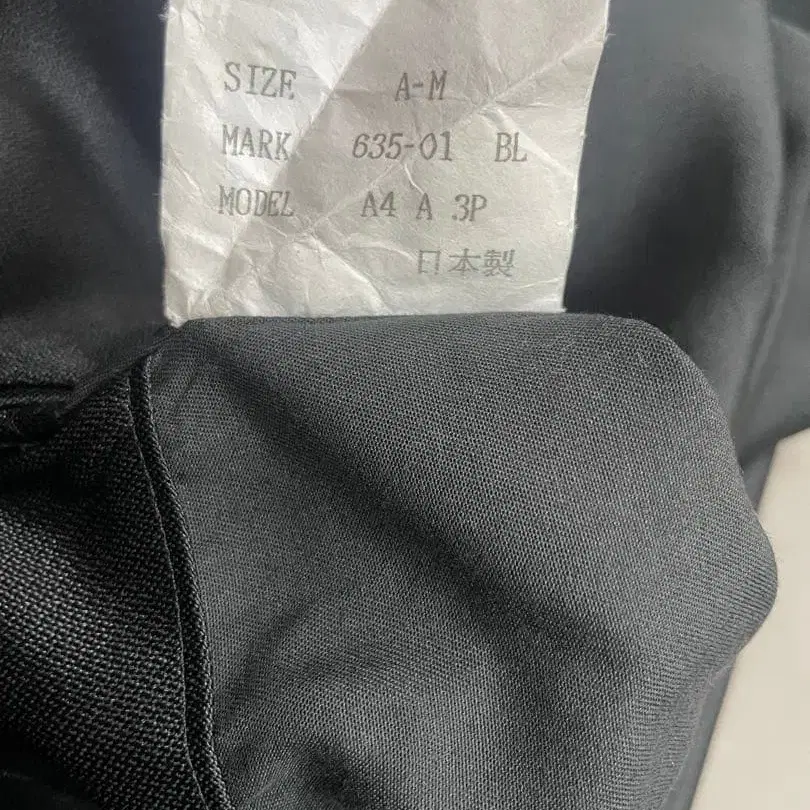 SIZE A-M
MARK 635-01 BL
MODEL A4 A 3P
日本製